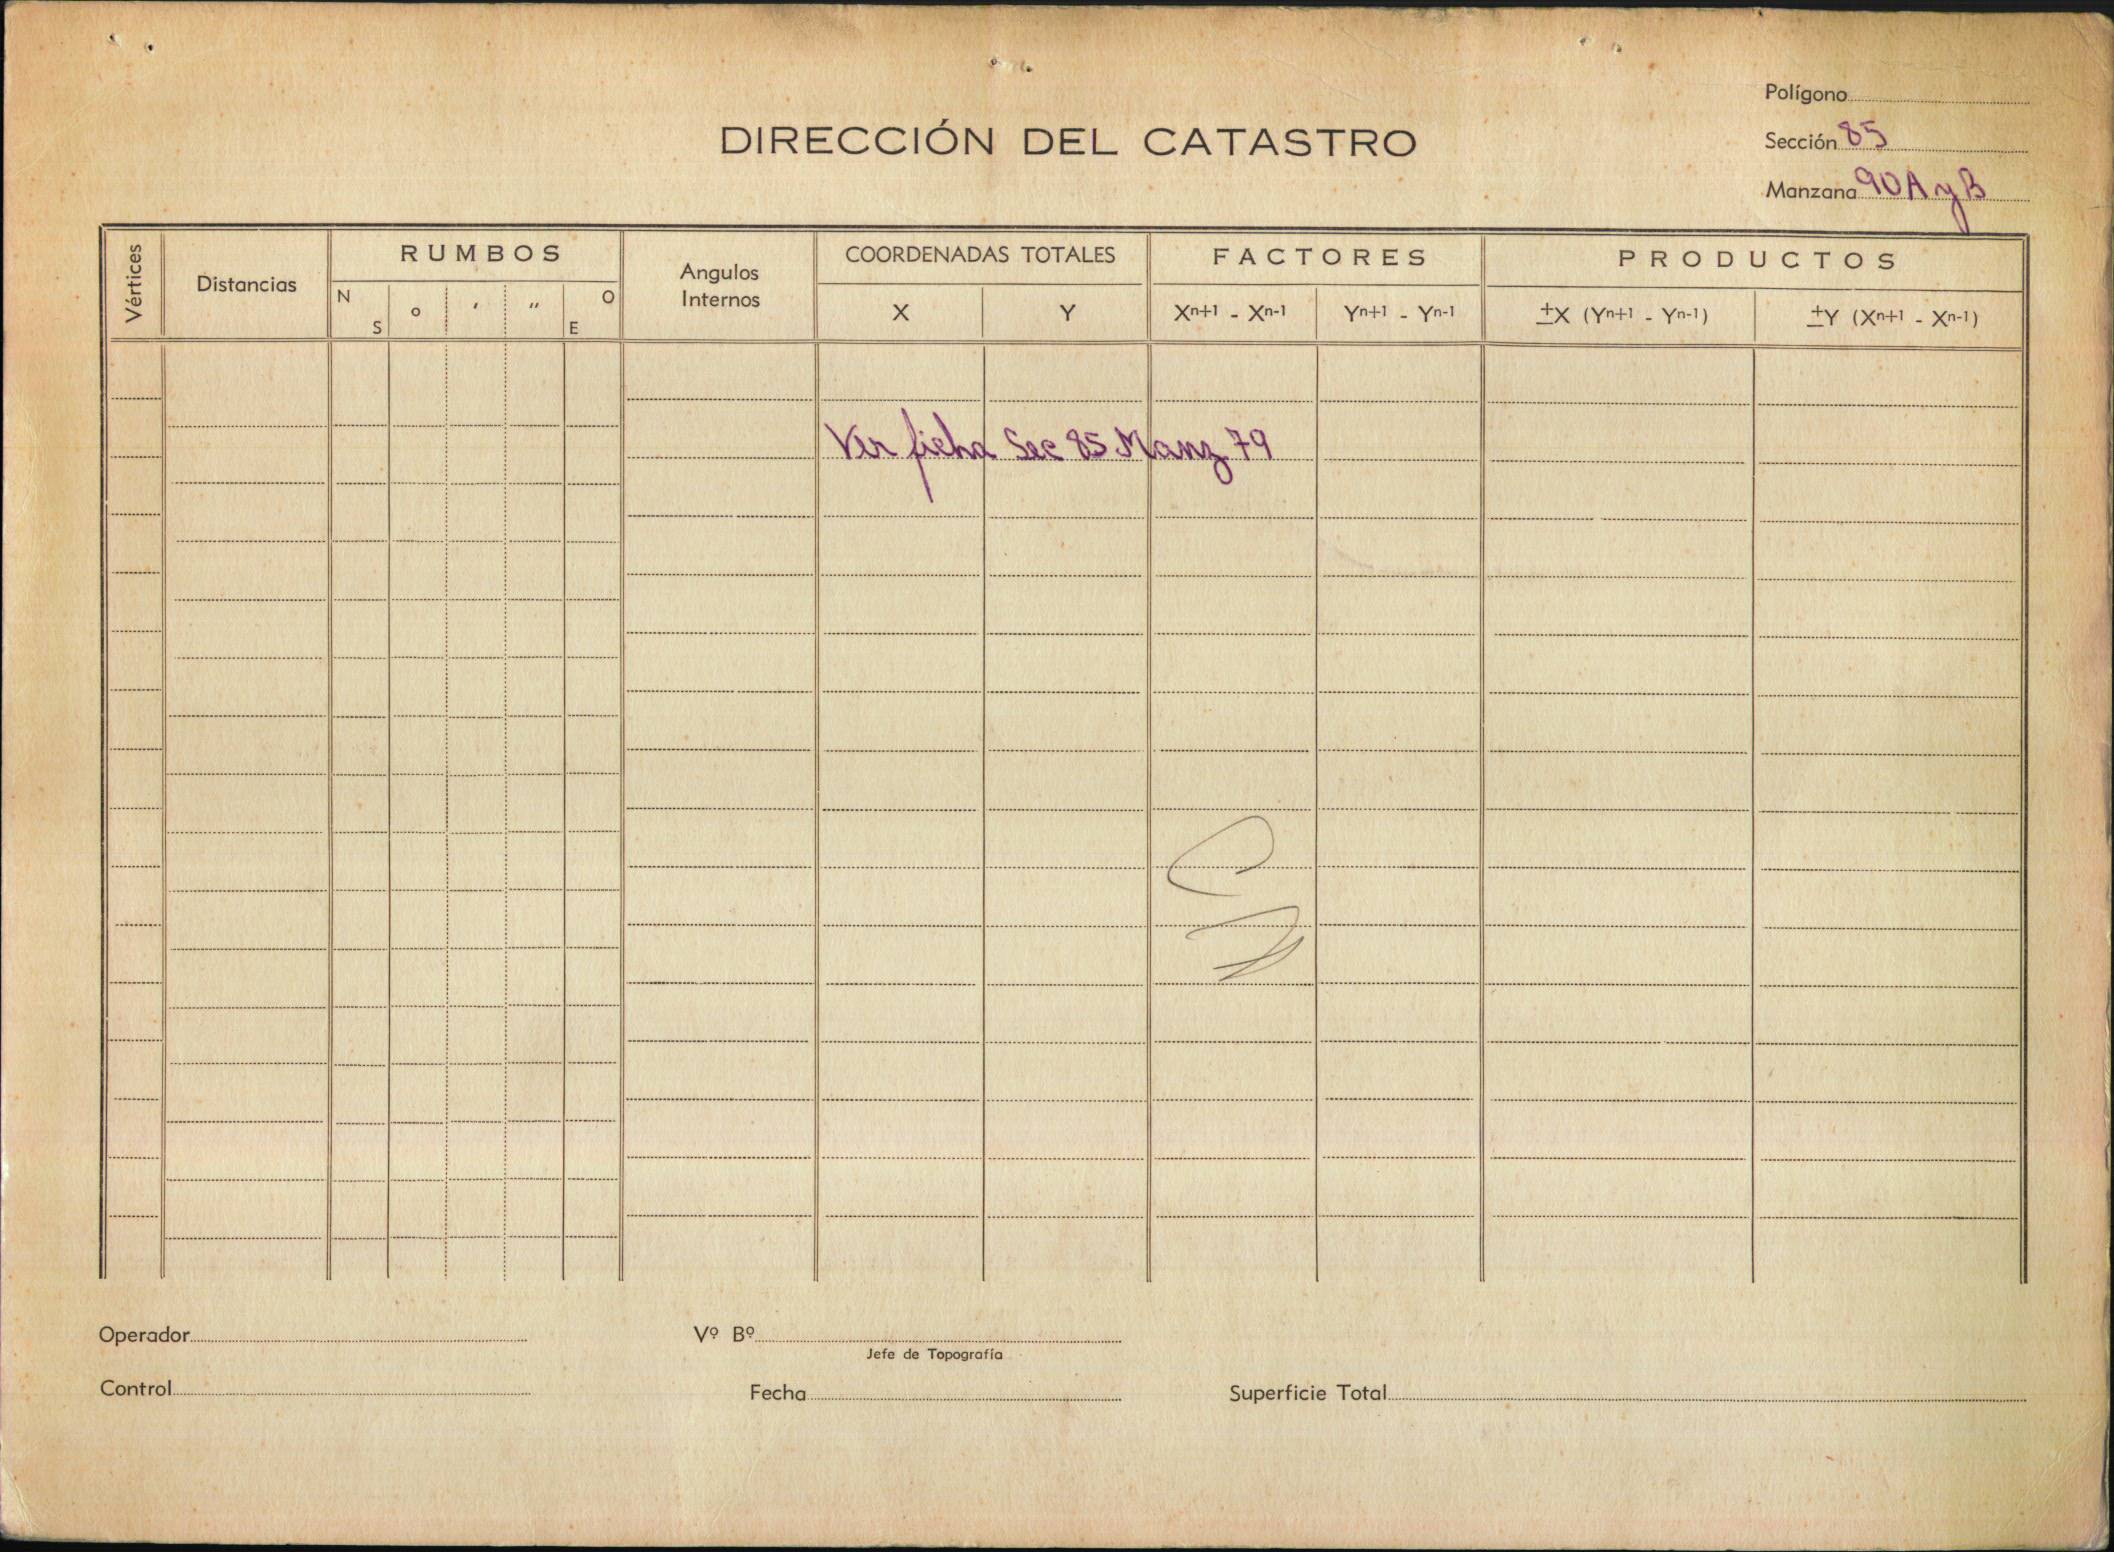 Polígono
DIRECCIÓN DEL CATASTRO
Sección 85
Manzana 90A y B
Vértices
Distancias
RUMBOS
N S
o
'
"
O E
Angulos
Internos
COORDENADAS TOTALES
X
Y
FACTORES
Xⁿ⁺¹ - Xⁿ⁻¹
Yⁿ⁺¹ - Yⁿ⁻¹
PRODUCTOS
±X (Yⁿ⁺¹ - Yⁿ⁻¹)
±Y (Xⁿ⁺¹ - Xⁿ⁻¹)
Ver ficha Sec 85 Manz 79
Operador
Vº Bº
Jefe de Topografía
Control
Fecha
Superficie Total